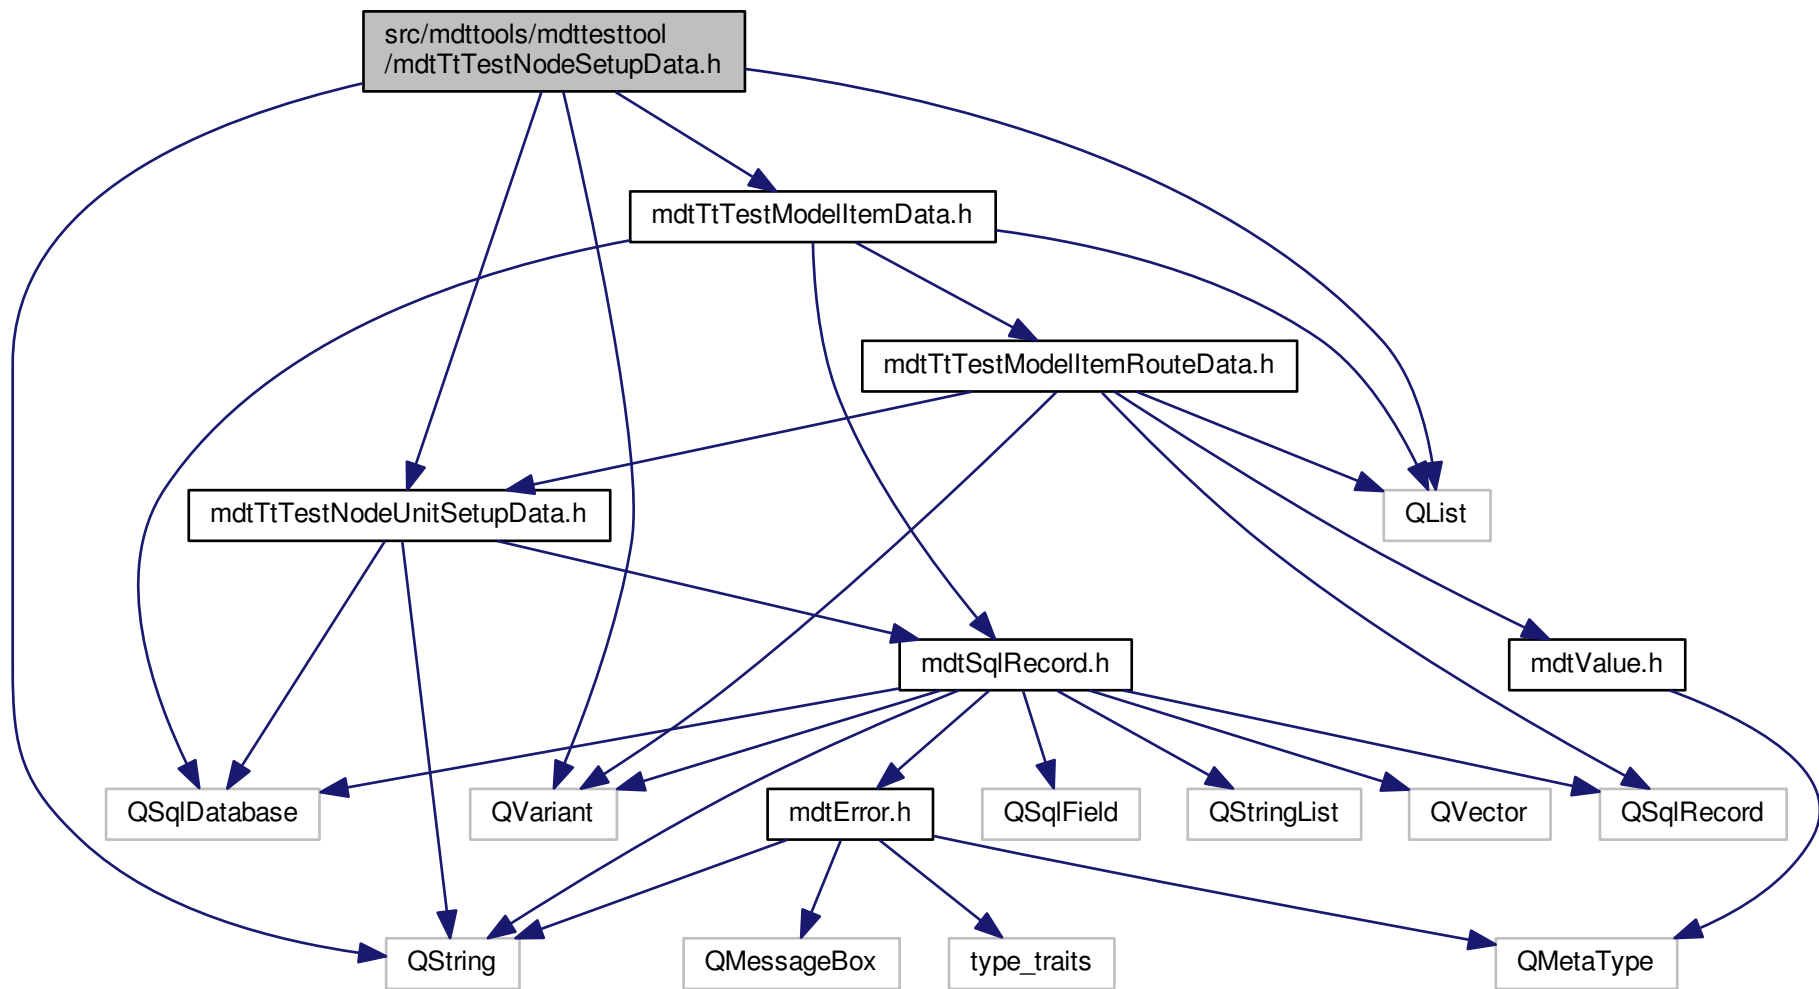 src/mdttools/mdttesttool
/mdtTtTestNodeSetupData.h
mdtTtTestModelItemData.h
mdtTtTestModelItemRouteData.h
mdtTtTestNodeUnitSetupData.h
QList
mdtSqlRecord.h
mdtValue.h
QSqlDatabase
QVariant
mdtError.h
QSqlField
QStringList
QVector
QSqlRecord
QString
QMessageBox
type_traits
QMetaType